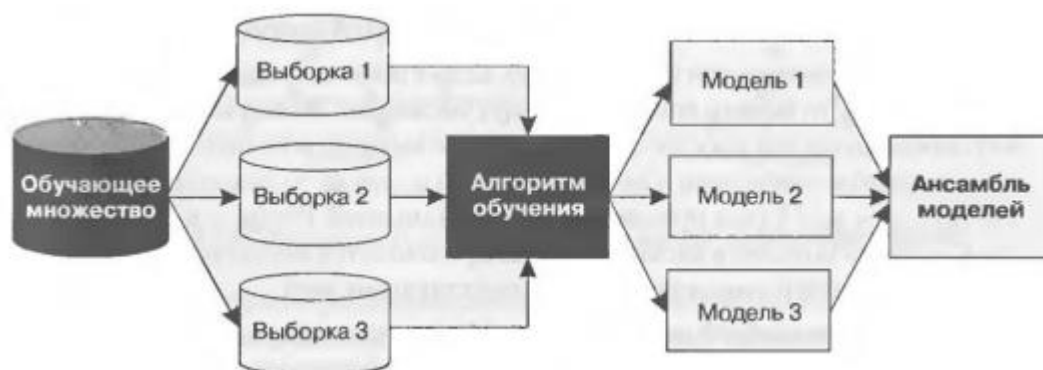 Обучающее
множество
Выборка 1
Выборка 2
Выборка 3
Алгоритм
обучения
Модель 1
Модель 2
Модель 3
Ансамбль
моделей